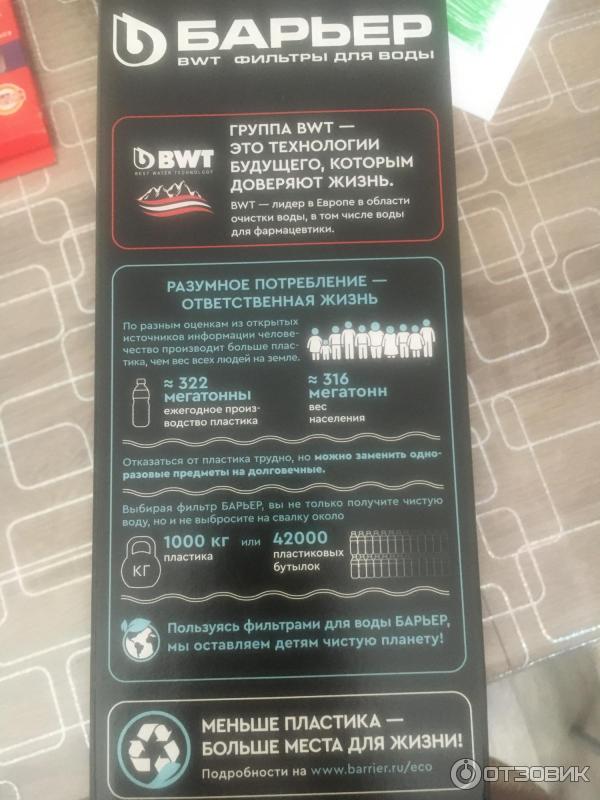 БАРЬЕР
BWT ФИЛЬТРЫ ДЛЯ ВОДЫ
BWT
BEST WATER TECHNOLOGY
ГРУППА BWT —
ЭТО ТЕХНОЛОГИИ
БУДУЩЕГО, КОТОРЫМ
ДОВЕРЯЮТ ЖИЗНЬ.
BWT — лидер в Европе в области
очистки воды, в том числе воды
для фармацевтики.
РАЗУМНОЕ ПОТРЕБЛЕНИЕ —
ОТВЕТСТВЕННАЯ ЖИЗНЬ
По разным оценкам из открытых
источников информации челове-
чество производит больше плас-
тика, чем вес всех людей на земле.
≈ 322
мегатонны
ежегодное произ-
водство пластика
≈ 316
мегатонн
вес
населения
Отказаться от пластика трудно, но можно заменить одно-
разовые предметы на долговечные.
Выбирая фильтр БАРЬЕР, вы не только получите чистую
воду, но и не выбросите на свалку около
КГ
1000 КГ
пластика
или
42000
пластиковых
бутылок
Пользуясь фильтрами для воды БАРЬЕР,
мы оставляем детям чистую планету!
МЕНЬШЕ ПЛАСТИКА —
БОЛЬШЕ МЕСТА ДЛЯ ЖИЗНИ!
Подробности на www.barrier.ru/eco
ОТЗОВИК